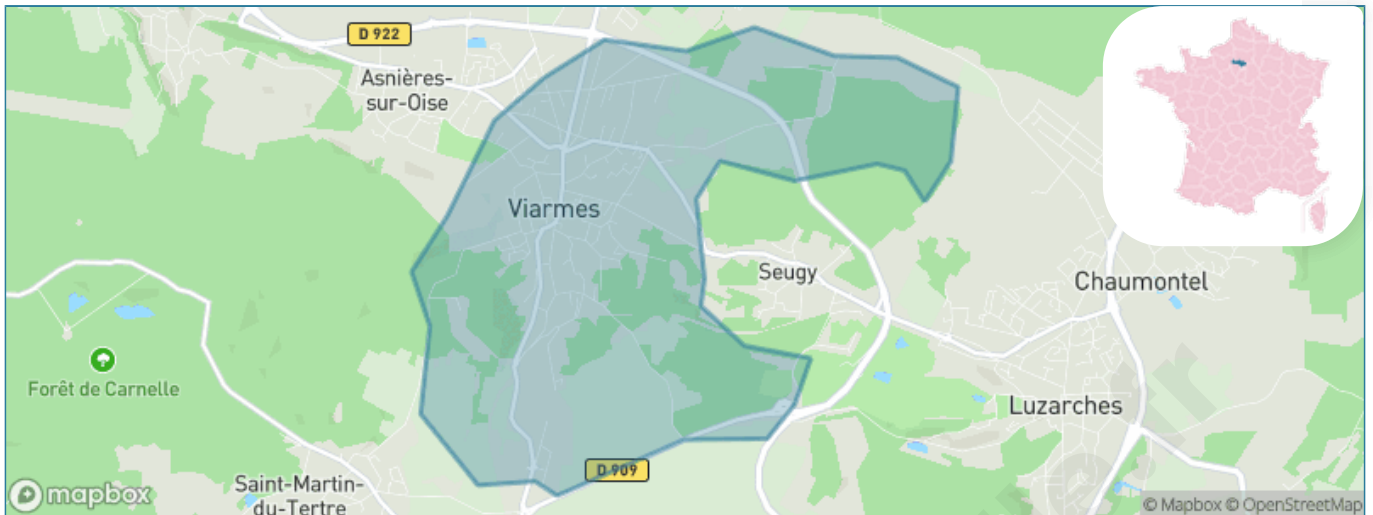 D 922
Asnières-
sur-Oise
Viarmes
Seugy
Chaumontel
Forêt de Carnelle
Luzarches
D 909
Saint-Martin-
du-Tertre
mapbox
© Mapbox © OpenStreetMap